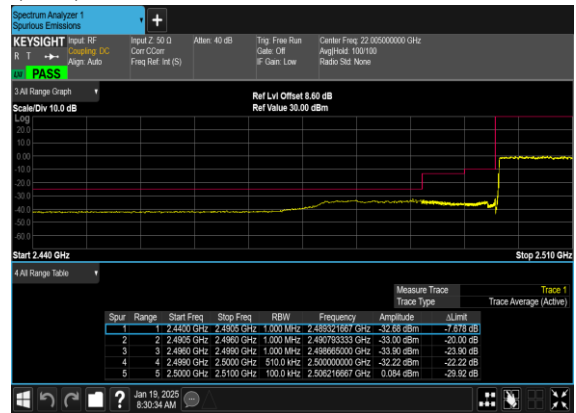 Spectrum Analyzer 1
Spurious Emissions
KEYSIGHT Input: RF Input Z: 50 Ω Atten: 40 dB Trig: Free Run Center Freq: 22.005000000 GHz
R T Coupling: DC Corr CCorr Gate: Off Avg|Hold: 100/100
Align: Auto Freq Ref: Int (S) IF Gain: Low Radio Std: None
PASS
3 All Range Graph
Ref Lvl Offset 8.60 dB
Scale/Div 10.0 dB Ref Value 30.00 dBm
Log
20.0
10.0
0.00
-10.0
-20.0
-30.0
-40.0
-50.0
-60.0
Start 2.440 GHz Stop 2.510 GHz
4 All Range Table
Measure Trace Trace 1
Trace Type Trace Average (Active)
Spur Range Start Freq Stop Freq RBW Frequency Amplitude ΔLimit
1 1 2.4400 GHz 2.4905 GHz 1.000 MHz 2.489321667 GHz -32.68 dBm -7.678 dB
2 2 2.4905 GHz 2.4960 GHz 1.000 MHz 2.490793333 GHz -33.00 dBm -20.00 dB
3 3 2.4960 GHz 2.4990 GHz 1.000 MHz 2.498665000 GHz -33.90 dBm -23.90 dB
4 4 2.4990 GHz 2.5000 GHz 510.0 kHz 2.500000000 GHz -32.22 dBm -22.22 dB
5 5 2.5000 GHz 2.5100 GHz 100.0 kHz 2.506216667 GHz 0.084 dBm -29.92 dB
Jan 19, 2025
8:30:34 AM